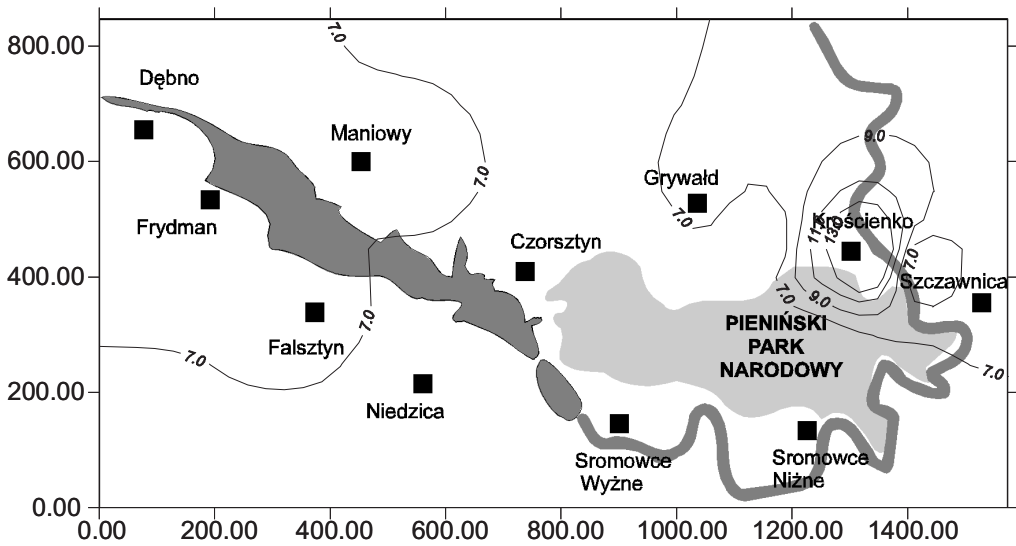 800.00
600.00
400.00
200.00
0.00
7.0
Dębno
Maniowy
9.0
7.0
Grywałd
7.0
Frydman
Krościenko
11.0
13.0
Czorsztyn
7.0
Szczawnica
7.0
9.0
7.0
PIENIŃSKI
PARK
NARODOWY
Falsztyn
7.0
7.0
Niedzica
Sromowce
Wyżne
Sromowce
Niżne
0.00
200.00
400.00
600.00
800.00
1000.00
1200.00
1400.00